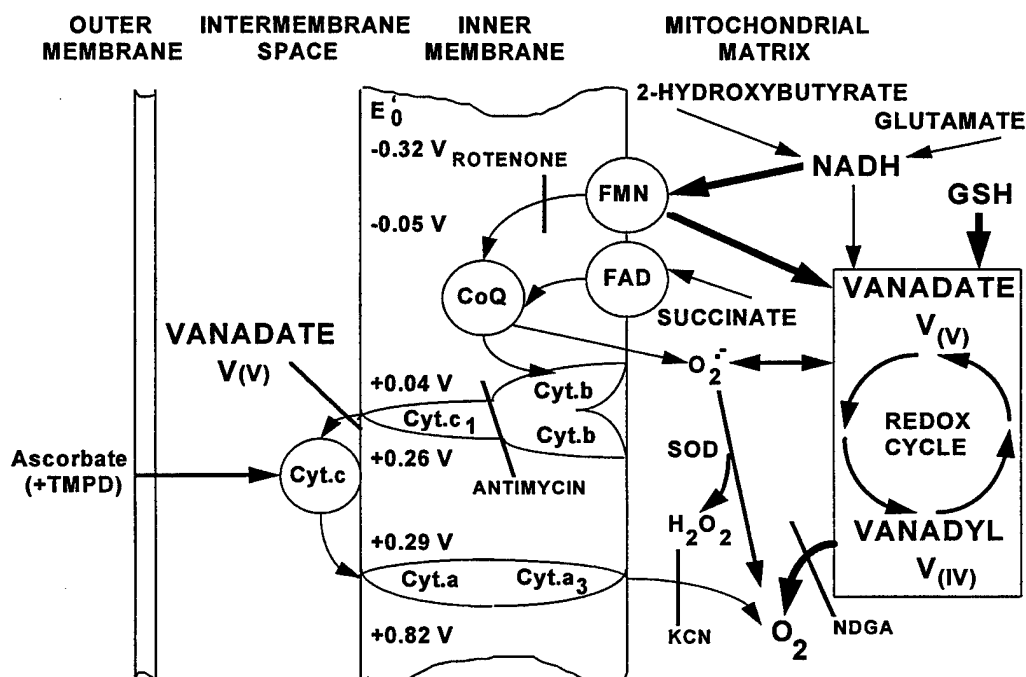 OUTER
MEMBRANE
INTERMEMBRANE
SPACE
INNER
MEMBRANE
MITOCHONDRIAL
MATRIX
E'0
-0.32 V
-0.05 V
+0.04 V
+0.26 V
+0.29 V
+0.82 V
2-HYDROXYBUTYRATE
GLUTAMATE
NADH
GSH
ROTENONE
FMN
FAD
CoQ
SUCCINATE
VANADATE
V(V)
VANADATE
V(V)
REDOX
CYCLE
VANADYL
V(IV)
O2·-
Cyt.b
Cyt.b
Cyt.c1
ANTIMYCIN
Ascorbate
(+TMPD)
Cyt.c
SOD
H2O2
Cyt.a
Cyt.a3
KCN
O2
NDGA